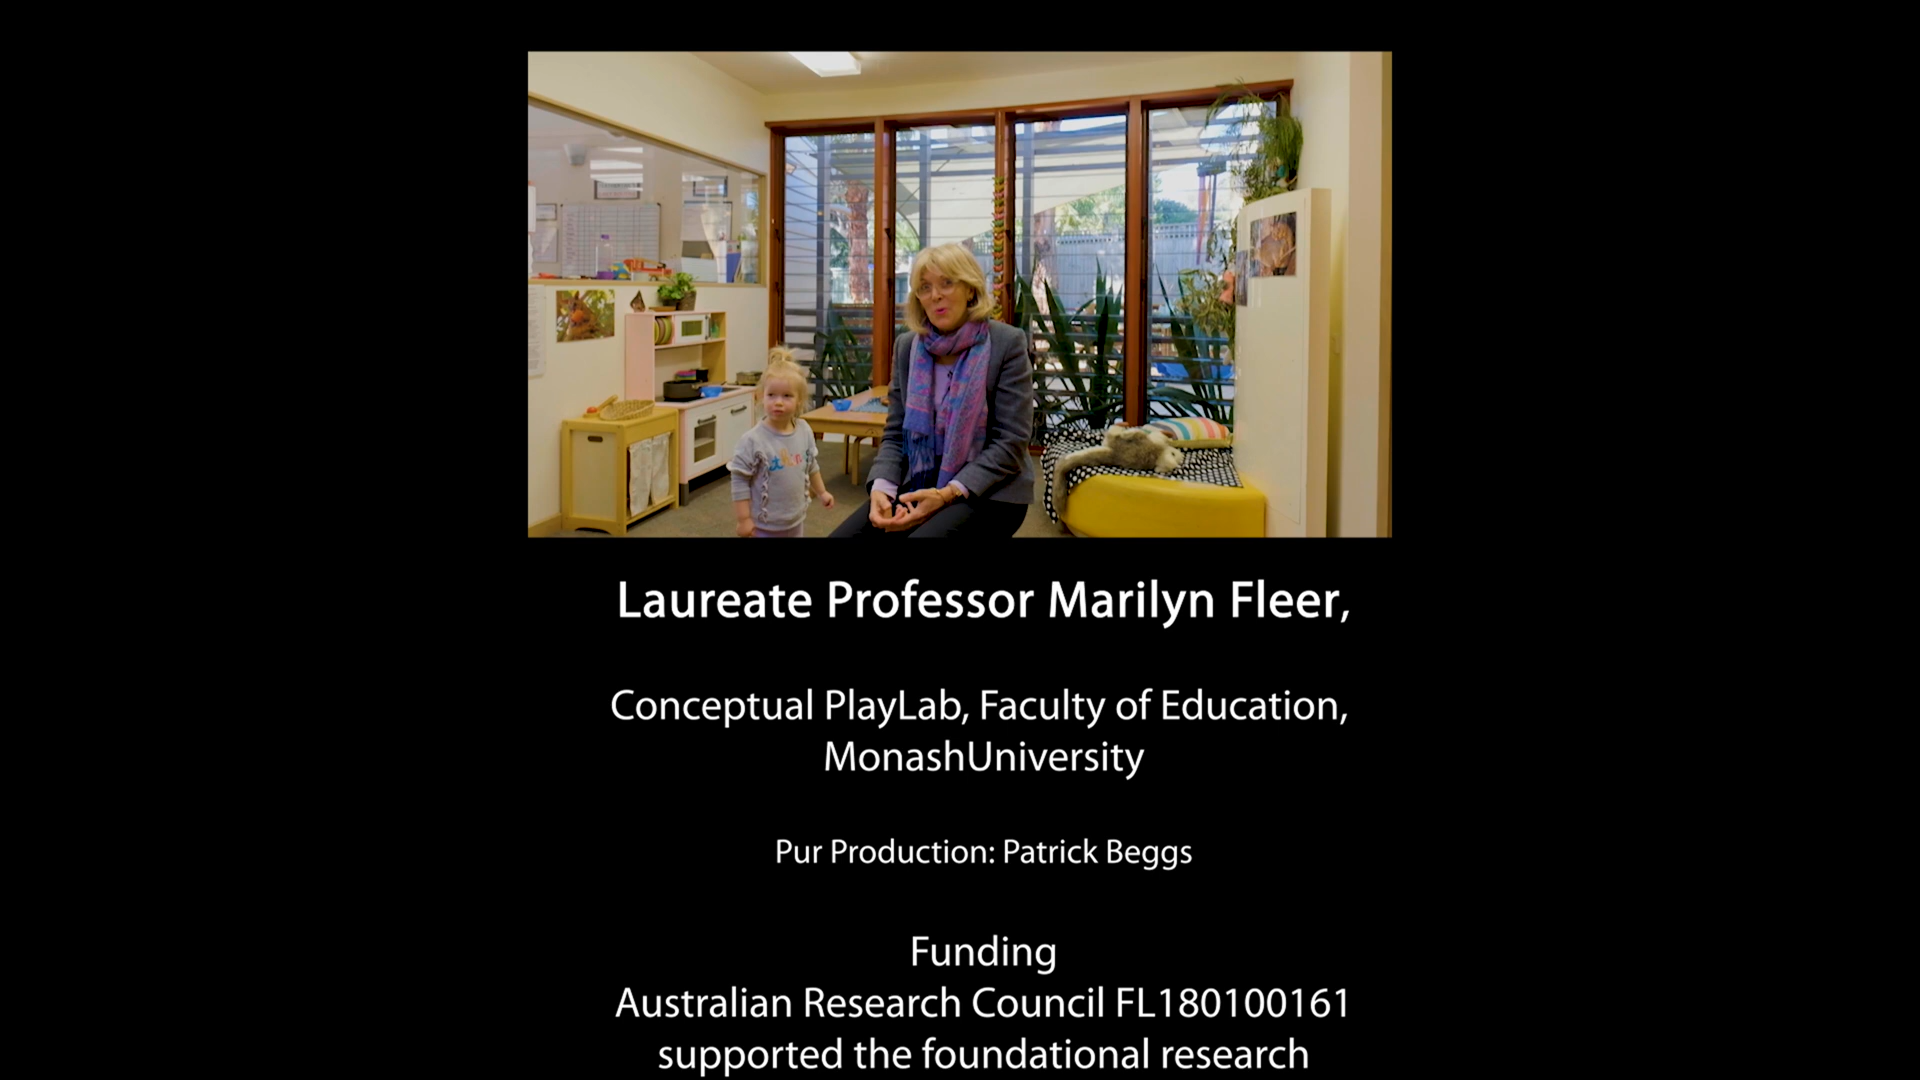 Laureate Professor Marilyn Fleer,
Conceptual PlayLab, Faculty of Education,
MonashUniversity
Pur Production: Patrick Beggs
Funding
Australian Research Council FL180100161
supported the foundational research